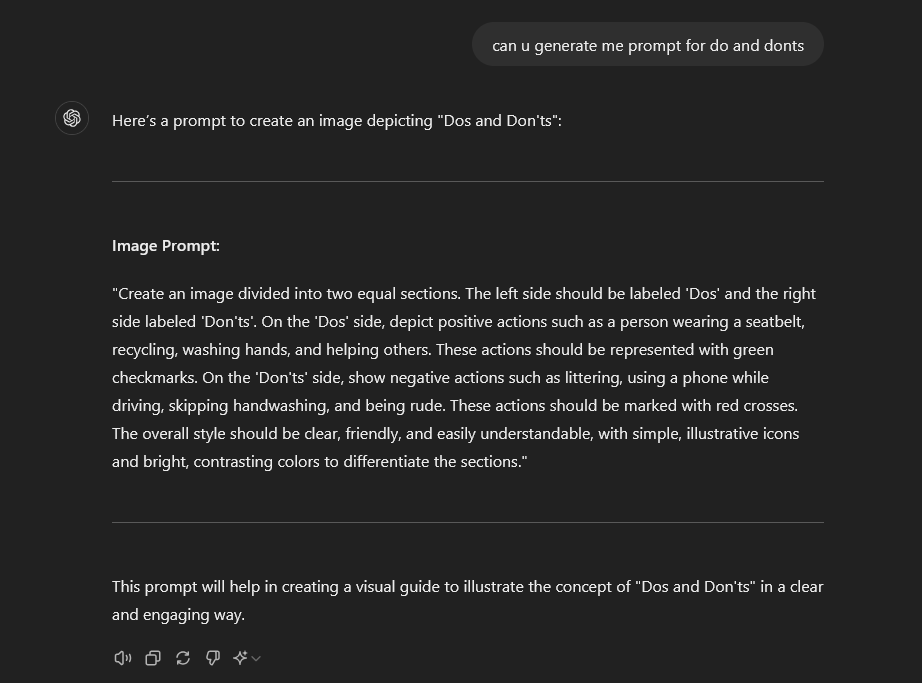 can u generate me prompt for do and donts
Here’s a prompt to create an image depicting "Dos and Don'ts":
Image Prompt:
"Create an image divided into two equal sections. The left side should be labeled 'Dos' and the right
side labeled 'Don'ts'. On the 'Dos' side, depict positive actions such as a person wearing a seatbelt,
recycling, washing hands, and helping others. These actions should be represented with green
checkmarks. On the 'Don'ts' side, show negative actions such as littering, using a phone while
driving, skipping handwashing, and being rude. These actions should be marked with red crosses.
The overall style should be clear, friendly, and easily understandable, with simple, illustrative icons
and bright, contrasting colors to differentiate the sections."
This prompt will help in creating a visual guide to illustrate the concept of "Dos and Don'ts" in a clear
and engaging way.